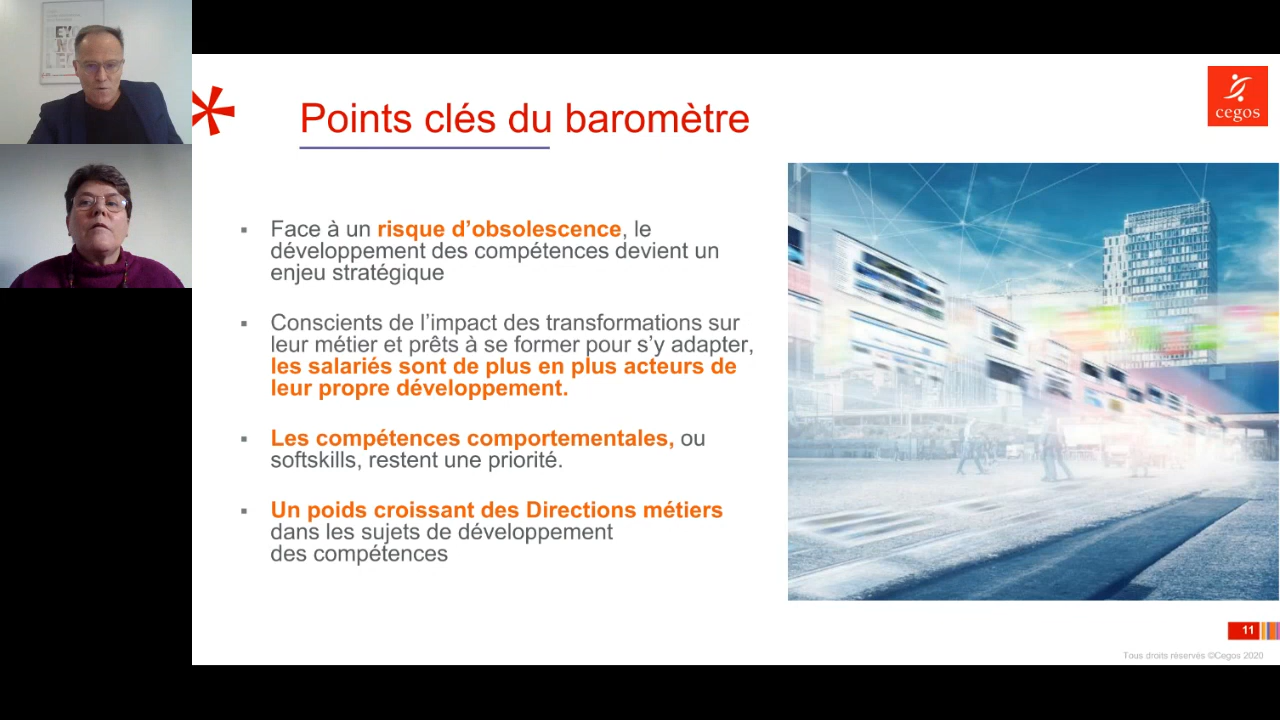 Points clés du baromètre
cegos
▪ Face à un risque d’obsolescence, le
développement des compétences devient un
enjeu stratégique
▪ Conscients de l’impact des transformations sur
leur métier et prêts à se former pour s’y adapter,
les salariés sont de plus en plus acteurs de
leur propre développement.
▪ Les compétences comportementales, ou
softskills, restent une priorité.
▪ Un poids croissant des Directions métiers
dans les sujets de développement
des compétences
11
Tous droits réservés ©Cegos 2020